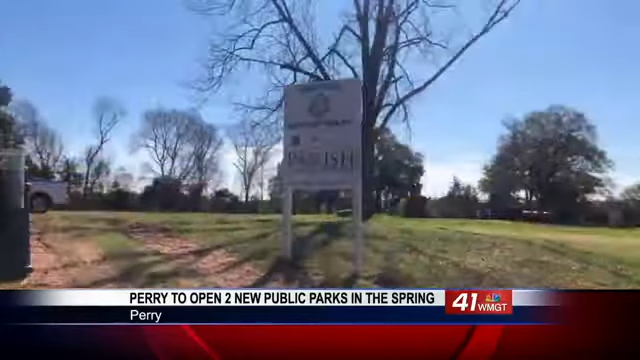 PARISH
PERRY TO OPEN 2 NEW PUBLIC PARKS IN THE SPRING
41
WMGT
Perry